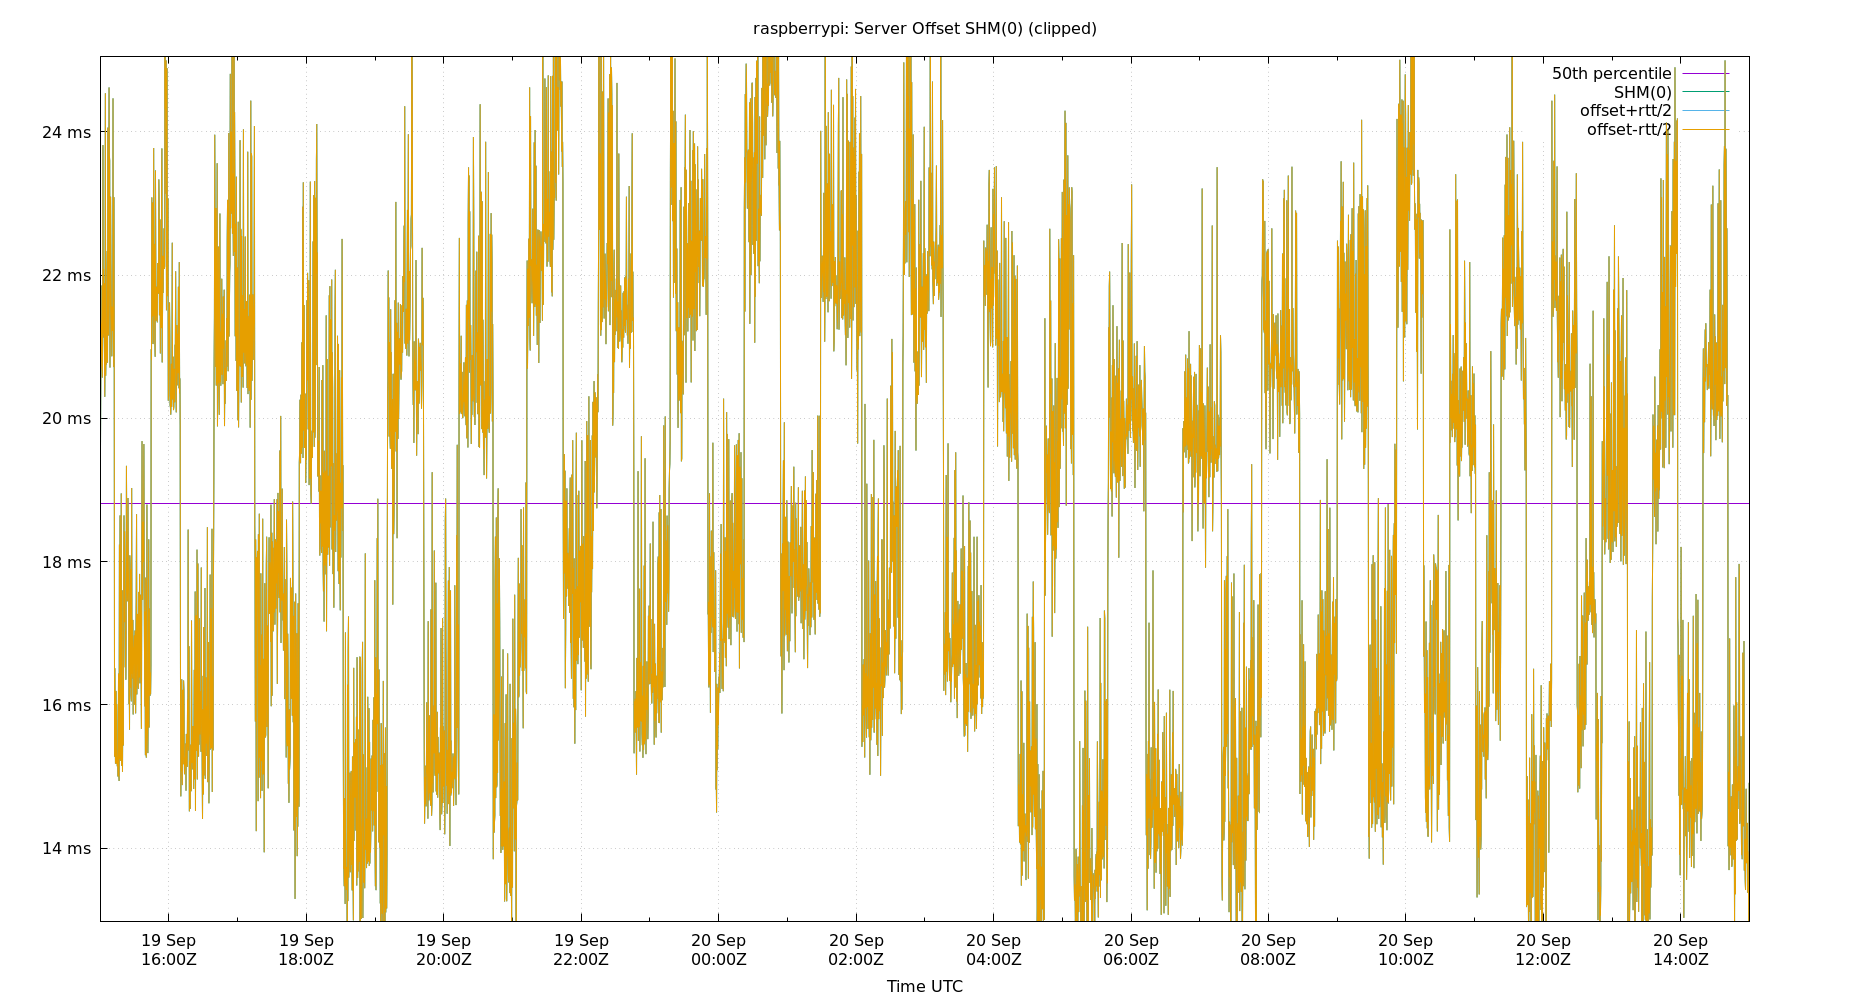 raspberrypi: Server Offset SHM(0) (clipped)
50th percentile
SHM(0)
offset+rtt/2
offset-rtt/2
24 ms
22 ms
20 ms
18 ms
16 ms
14 ms
19 Sep 19 Sep 19 Sep 19 Sep 20 Sep 20 Sep 20 Sep 20 Sep 20 Sep 20 Sep 20 Sep 20 Sep
16:00Z 18:00Z 20:00Z 22:00Z 00:00Z 02:00Z 04:00Z 06:00Z 08:00Z 10:00Z 12:00Z 14:00Z
Time UTC